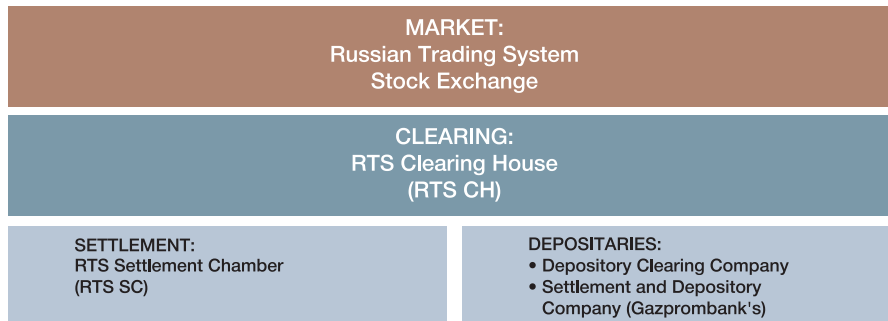 MARKET:
Russian Trading System
Stock Exchange
CLEARING:
RTS Clearing House
(RTS CH)
SETTLEMENT:
RTS Settlement Chamber
(RTS SC)
DEPOSITARIES:
• Depository Clearing Company
• Settlement and Depository
Company (Gazprombank's)